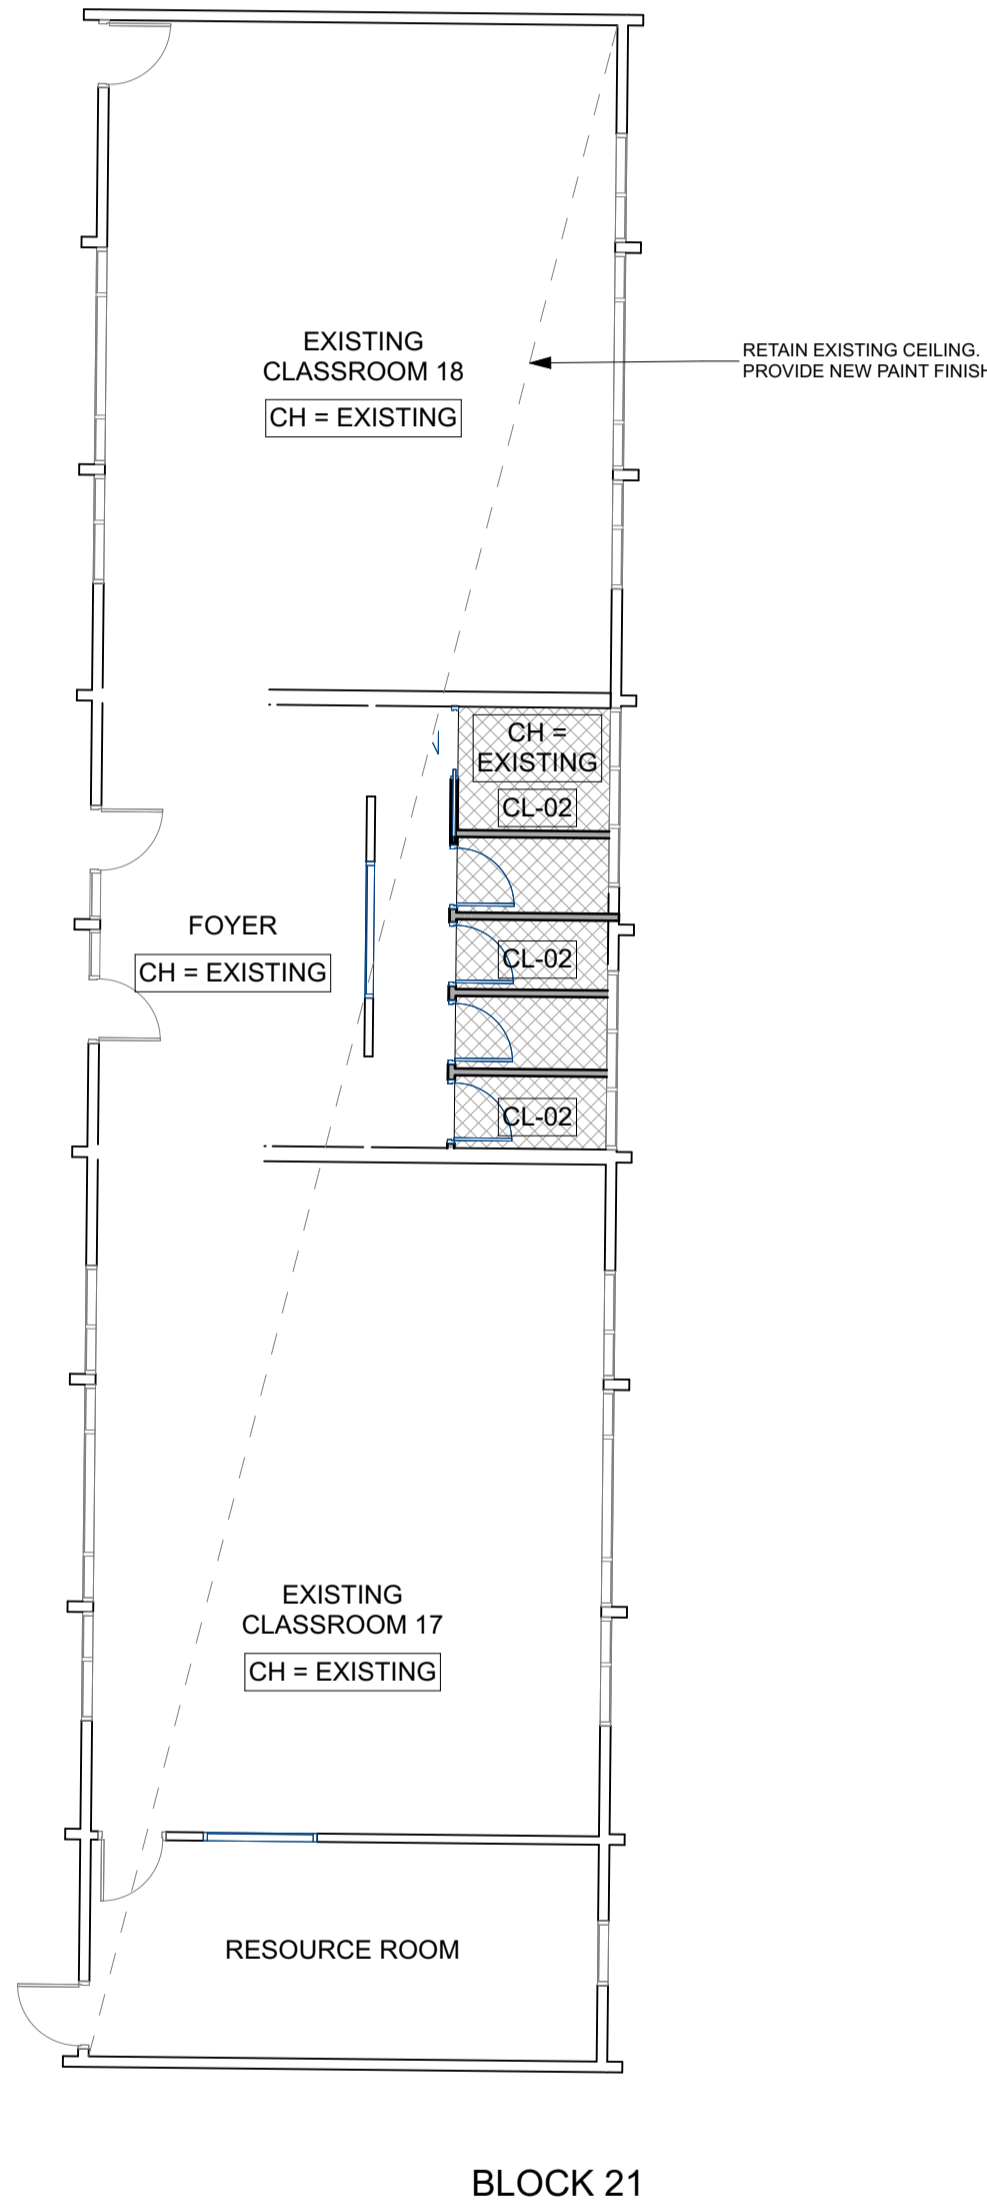 EXISTING
CLASSROOM 18
CH = EXISTING
RETAIN EXISTING CEILING.
PROVIDE NEW PAINT FINISH
CH =
EXISTING
CL-02
FOYER
CH = EXISTING
CL-02
CL-02
EXISTING
CLASSROOM 17
CH = EXISTING
RESOURCE ROOM
BLOCK 21